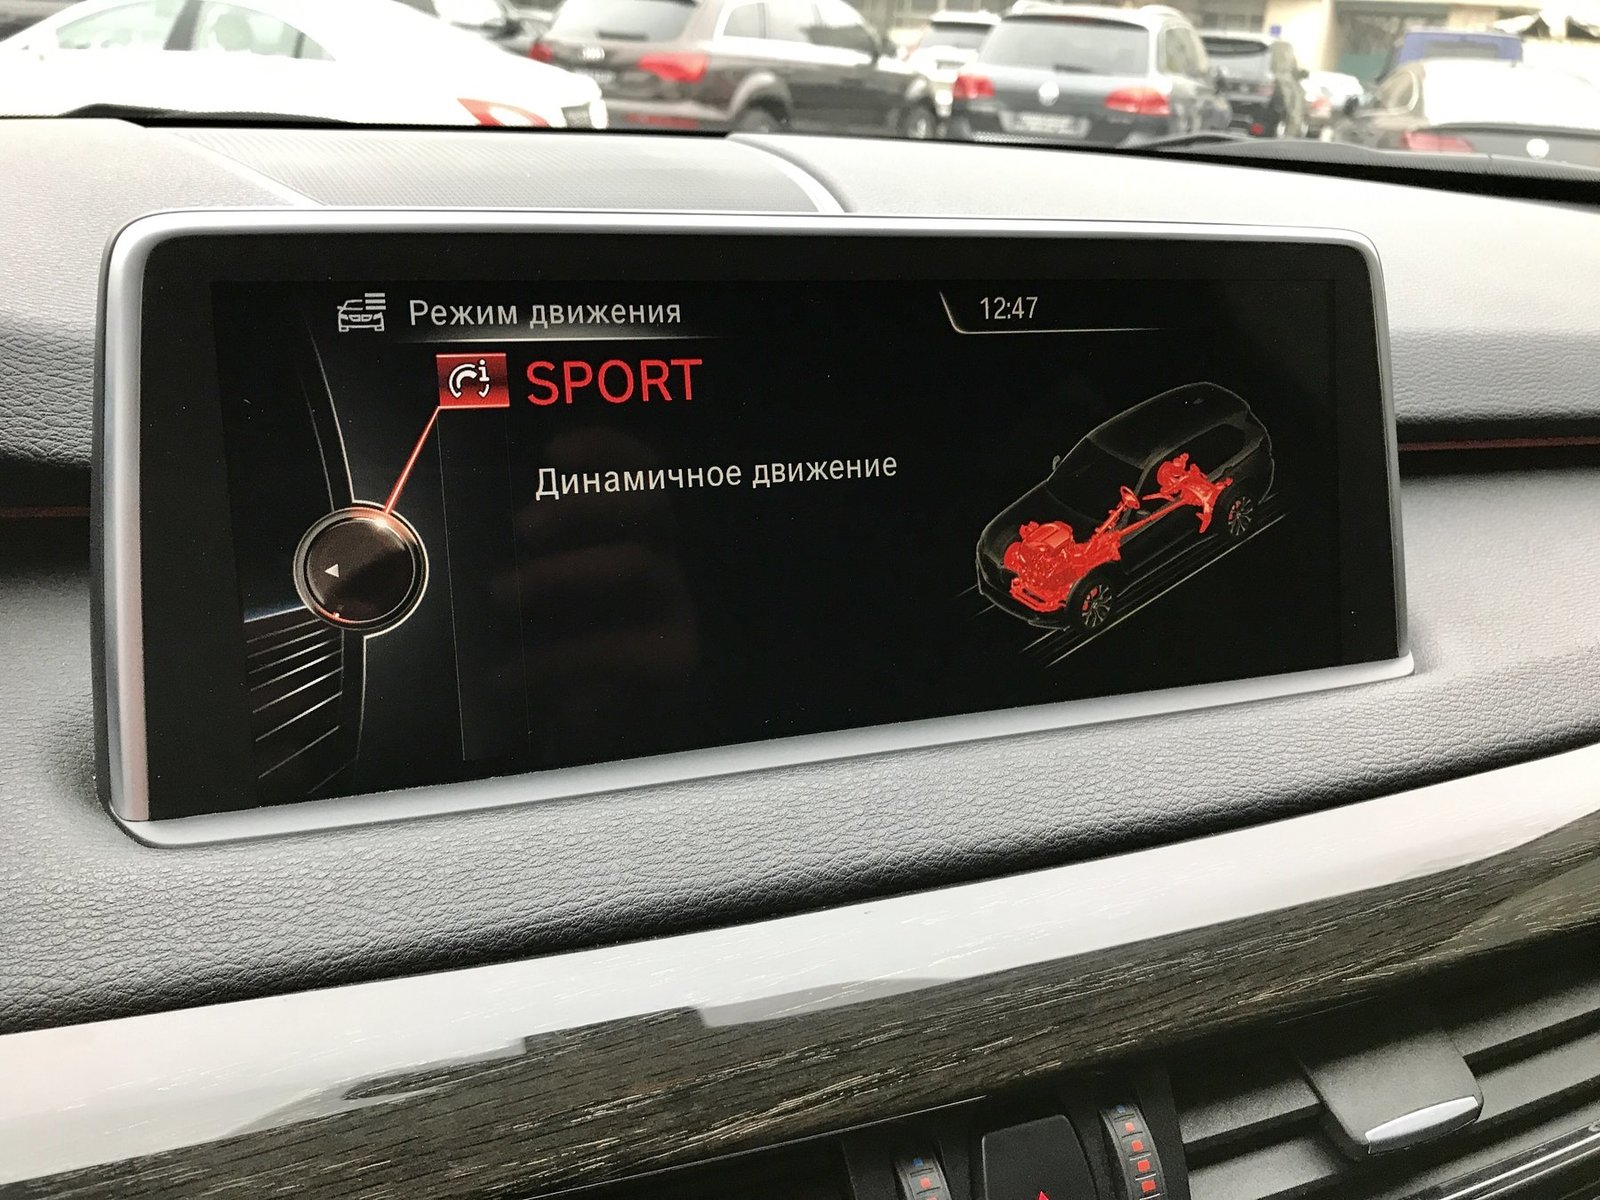 Режим движения
12:47
SPORT
Динамичное движение